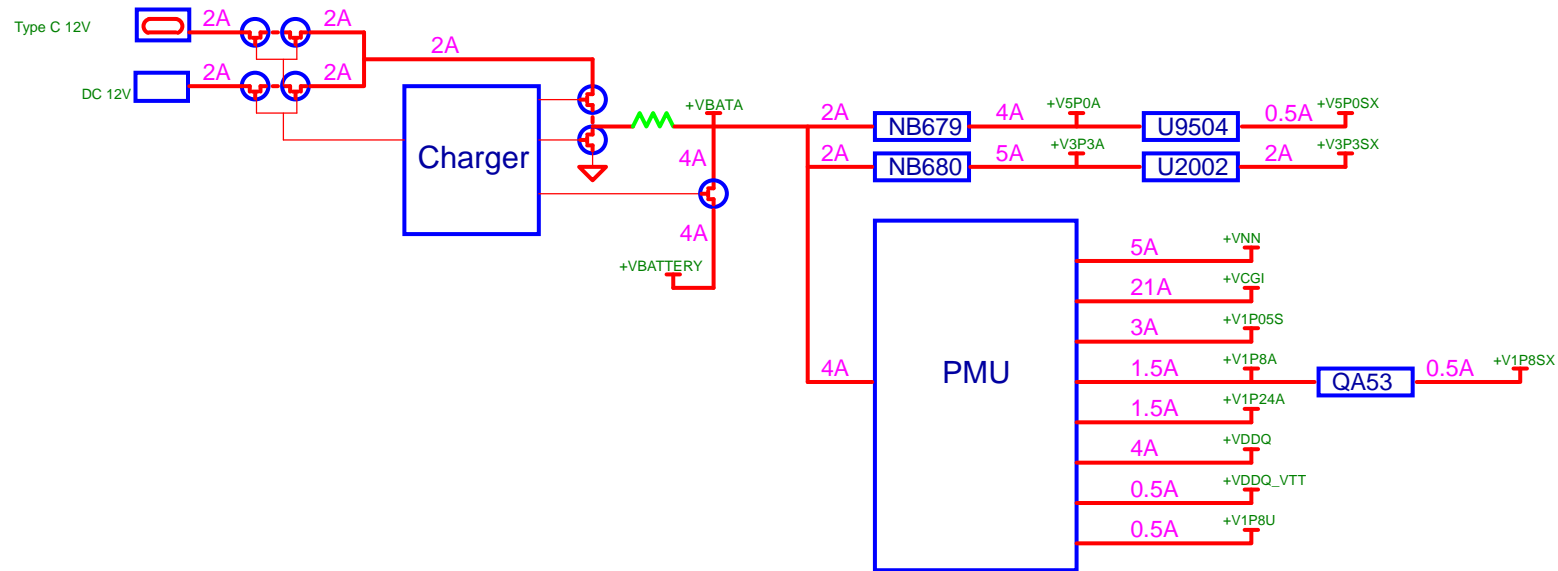 Type C 12V
2A
2A
2A
DC 12V
2A
2A
Charger
+VBATA
4A
4A
+VBATTERY
2A
NB679
4A
+V5P0A
U9504
0.5A
+V5P0SX
2A
NB680
5A
+V3P3A
U2002
2A
+V3P3SX
4A
PMU
5A
+VNN
21A
+VCGI
3A
+V1P05S
1.5A
+V1P8A
QA53
0.5A
+V1P8SX
1.5A
+V1P24A
4A
+VDDQ
0.5A
+VDDQ_VTT
0.5A
+V1P8U